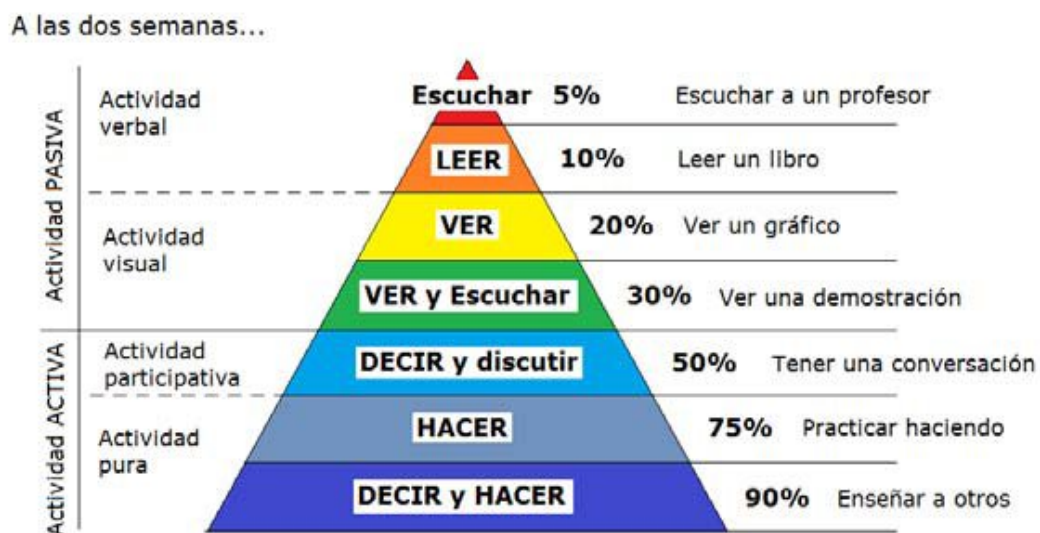 A las dos semanas...
Actividad PASIVA
Actividad
verbal
Escuchar 5% Escuchar a un profesor
LEER 10% Leer un libro
Actividad
visual
VER 20% Ver un gráfico
VER y Escuchar 30% Ver una demostración
Actividad ACTIVA
Actividad
participativa
DECIR y discutir 50% Tener una conversación
Actividad
pura
HACER 75% Practicar haciendo
DECIR y HACER 90% Enseñar a otros